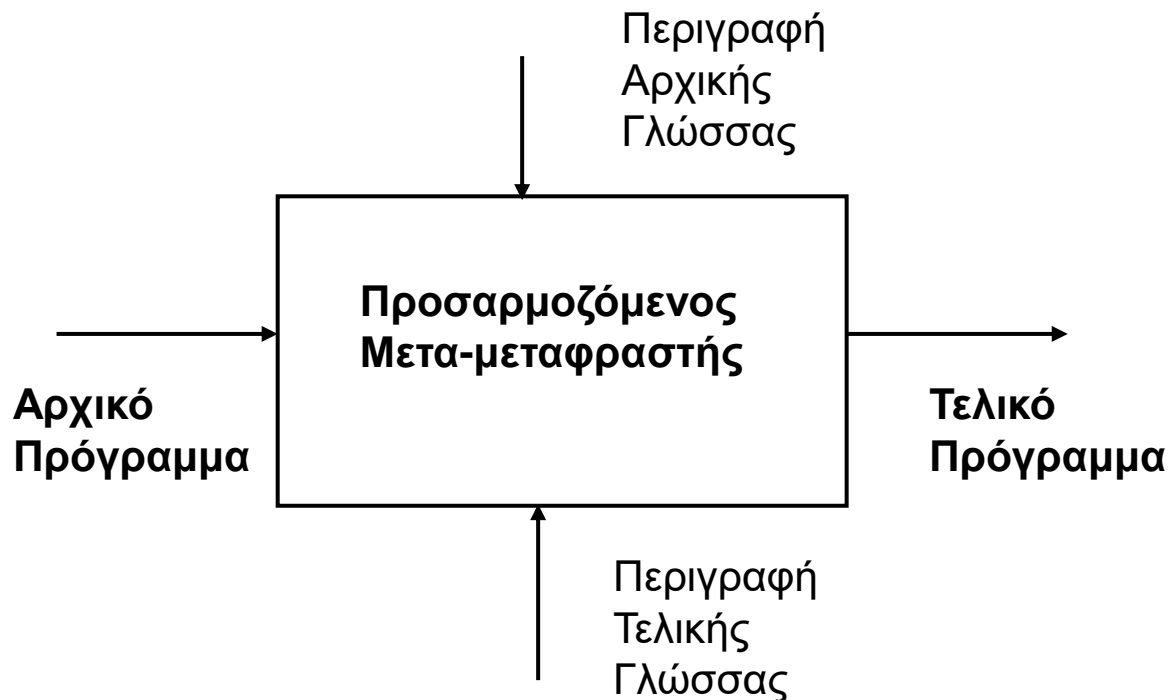 Περιγραφή
Αρχικής
Γλώσσας
Προσαρμοζόμενος
Μετα-μεταφραστής
Αρχικό
Πρόγραμμα
Τελικό
Πρόγραμμα
Περιγραφή
Τελικής
Γλώσσας